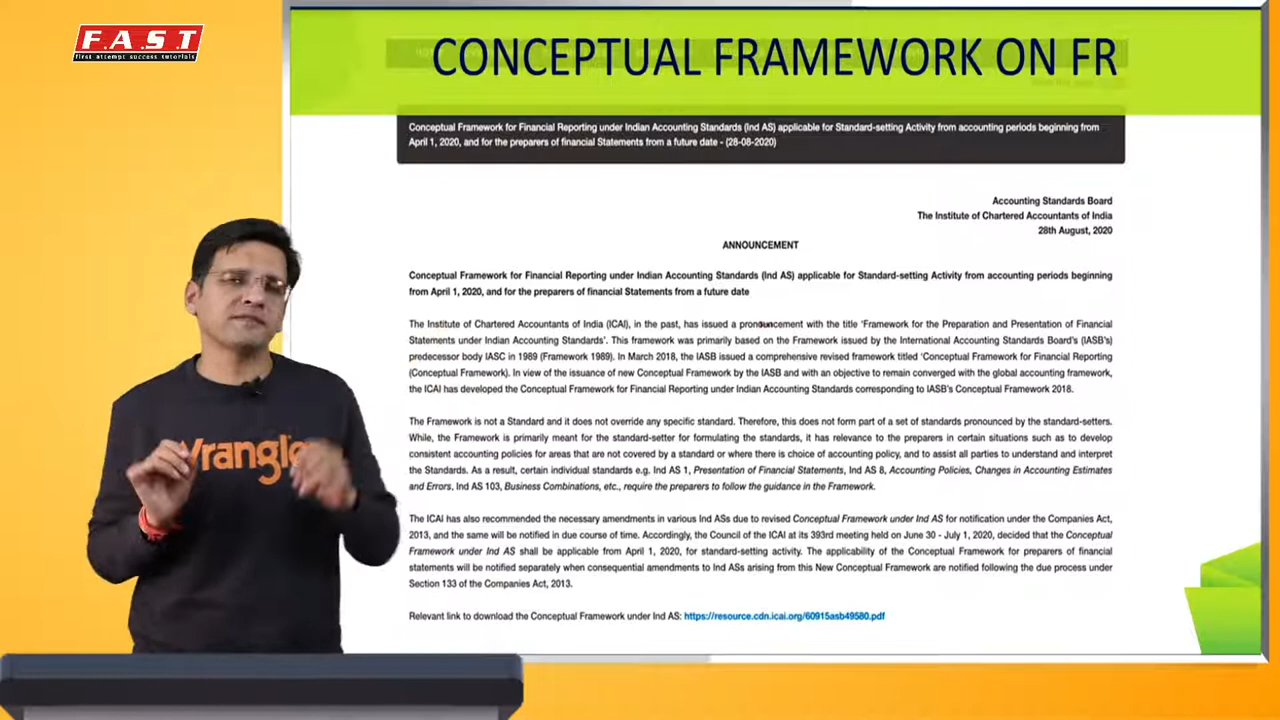 F.A.S.T
first attempt success tutorials
CONCEPTUAL FRAMEWORK ON FR
Conceptual Framework for Financial Reporting under Indian Accounting Standards (Ind AS) applicable for Standard-setting Activity from accounting periods beginning from
April 1, 2020, and for the preparers of financial Statements from a future date - (28-08-2020)
Accounting Standards Board
The Institute of Chartered Accountants of India
28th August, 2020
ANNOUNCEMENT
Conceptual Framework for Financial Reporting under Indian Accounting Standards (Ind AS) applicable for Standard-setting Activity from accounting periods beginning
from April 1, 2020, and for the preparers of financial Statements from a future date
The Institute of Chartered Accountants of India (ICAI), in the past, has issued a pronouncement with the title 'Framework for the Preparation and Presentation of Financial
Statements under Indian Accounting Standards'. This framework was primarily based on the Framework issued by the International Accounting Standards Board's (IASB's)
predecessor body IASC in 1989 (Framework 1989). In March 2018, the IASB issued a comprehensive revised framework titled 'Conceptual Framework for Financial Reporting
(Conceptual Framework). In view of the issuance of new Conceptual Framework by the IASB and with an objective to remain converged with the global accounting framework,
the ICAI has developed the Conceptual Framework for Financial Reporting under Indian Accounting Standards corresponding to IASB's Conceptual Framework 2018.
The Framework is not a Standard and it does not override any specific standard. Therefore, this does not form part of a set of standards pronounced by the standard-setters.
While, the Framework is primarily meant for the standard-setter for formulating the standards, it has relevance to the preparers in certain situations such as to develop
consistent accounting policies for areas that are not covered by a standard or where there is choice of accounting policy, and to assist all parties to understand and interpret
the Standards. As a result, certain individual standards e.g. Ind AS 1, Presentation of Financial Statements, Ind AS 8, Accounting Policies, Changes in Accounting Estimates
and Errors, Ind AS 103, Business Combinations, etc., require the preparers to follow the guidance in the Framework.
The ICAI has also recommended the necessary amendments in various Ind ASs due to revised Conceptual Framework under Ind AS for notification under the Companies Act,
2013, and the same will be notified in due course of time. Accordingly, the Council of the ICAI at its 393rd meeting held on June 30 - July 1, 2020, decided that the Conceptual
Framework under Ind AS shall be applicable from April 1, 2020, for standard-setting activity. The applicability of the Conceptual Framework for preparers of financial
statements will be notified separately when consequential amendments to Ind ASs arising from this New Conceptual Framework are notified following the due process under
Section 133 of the Companies Act, 2013.
Relevant link to download the Conceptual Framework under Ind AS: https://resource.cdn.icai.org/60915asb49580.pdf